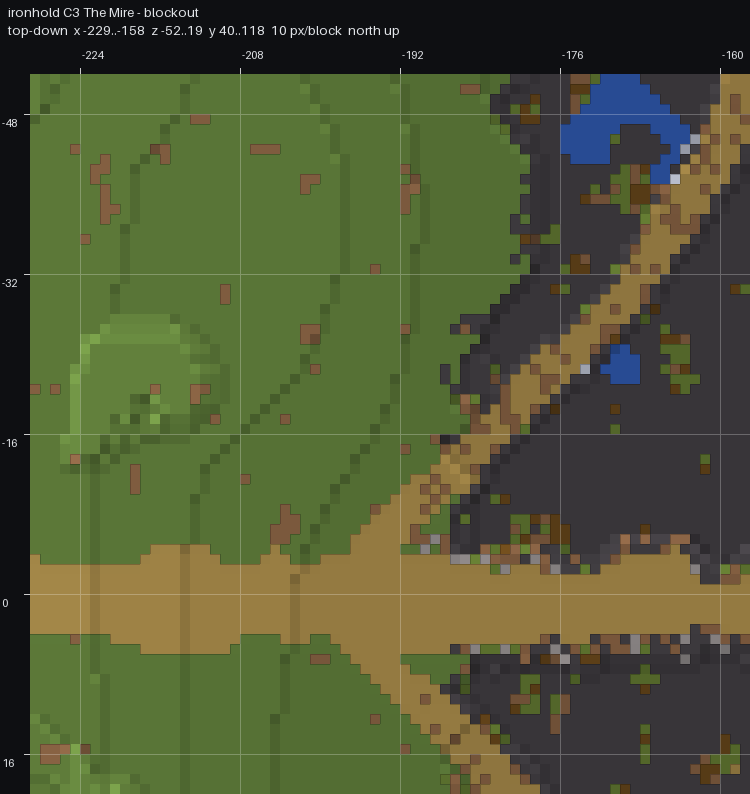 ironhold C3 The Mire - blockout
top-down x -229..-158 z -52..19 y 40..118 10 px/block north up
-224 -208 -192 -176 -160
-48
-32
-16
0
16